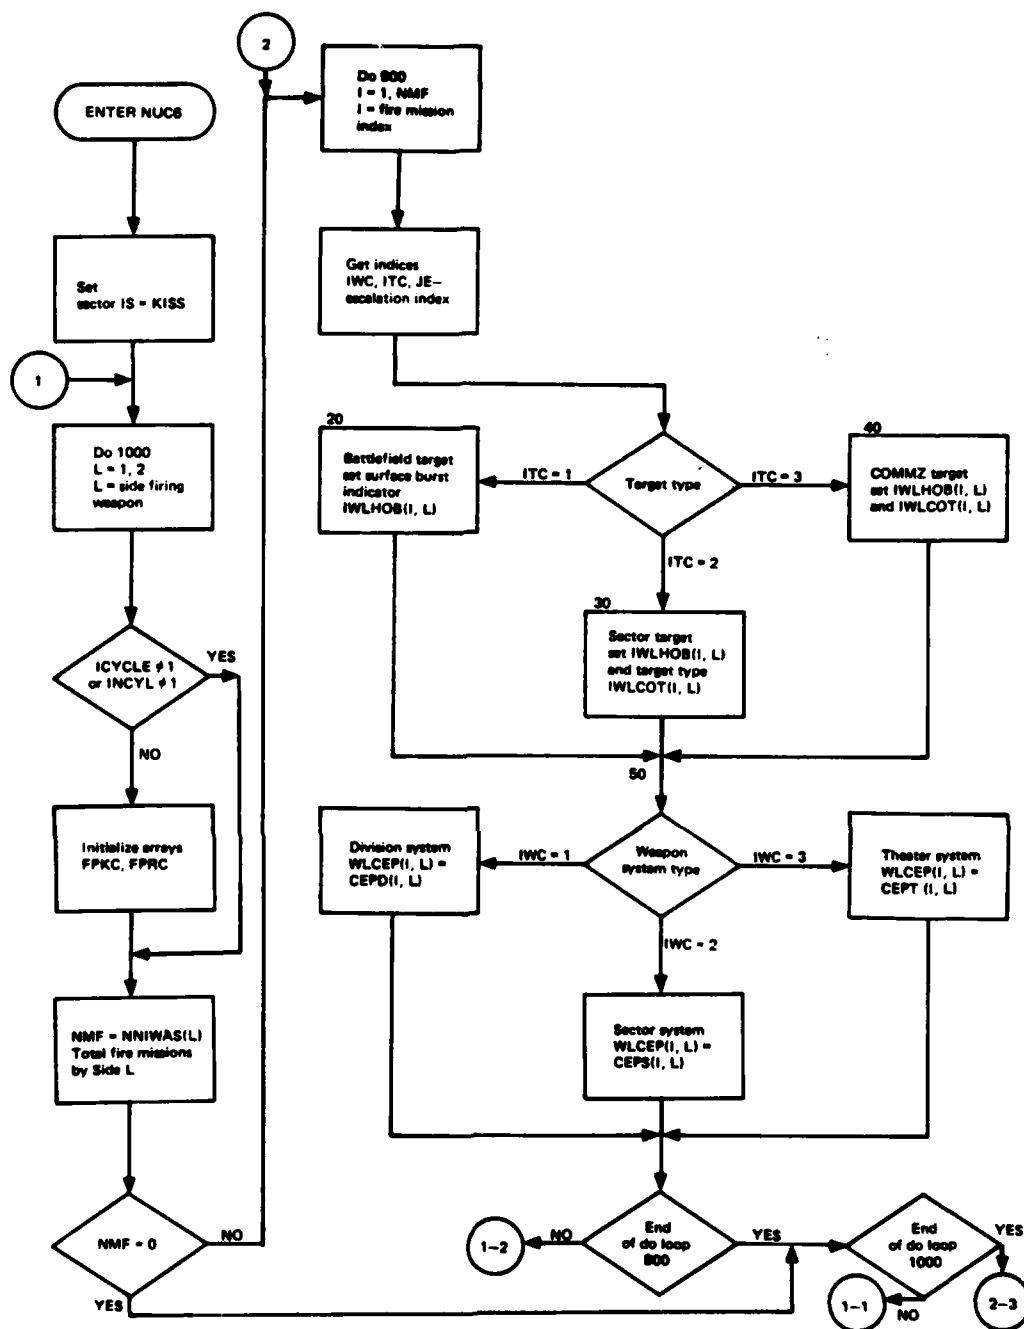 2
ENTER NUC6
Set
sector IS = KISS
1
Do 1000
L = 1, 2
L = side firing
weapon
ICYCLE ≠ 1
or INCYL ≠ 1
YES
NO
Initialize arrays
FPKC, FPRC
NMF = NNIWAS(L)
Total fire missions
by Side L
NMF = 0
NO
YES
Do 800
I = 1, NMF
I = fire mission
index
Get indices
IWC, ITC, JE—
escalation index
Target type
ITC = 1
ITC = 3
ITC = 2
20
Battlefield target
set surface burst
indicator
IWLHOB(I, L)
40
COMMZ target
set IWLHOB(I, L)
and IWLCOT(I, L)
30
Sector target
set IWLHOB(I, L)
and target type
IWLCOT(I, L)
50
Weapon
system type
IWC = 1
IWC = 3
IWC = 2
Division system
WLCEP(I, L) =
CEPD(I, L)
Theater system
WLCEP(I, L) =
CEPT (I, L)
Sector system
WLCEP(I, L) =
CEPS(I, L)
End
of do loop
800
NO
1-2
YES
End
of do loop
1000
YES
2-3
NO
1-1